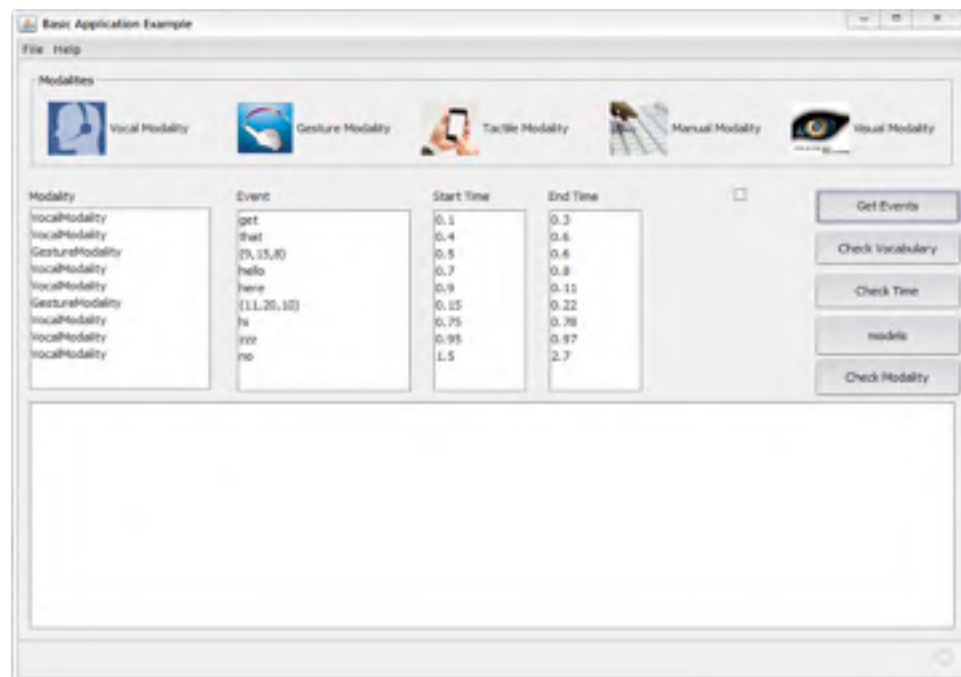 Basic Application Example
File Help
Modalities
Vocal Modality Gesture Modality Tactile Modality Manual Modality Visual Modality
Modality Event Start Time End Time
VocalModality get 0.1 0.3
VocalModality that 0.4 0.6
GestureModality (9,15,8) 0.5 0.6
VocalModality hello 0.7 0.8
VocalModality here 0.9 0.11
GestureModality (11,20,10) 0.15 0.22
VocalModality hi 0.75 0.78
VocalModality 0.95 0.97
VocalModality no 1.5 2.7
Get Events
Check Vocabulary
Check Time
models
Check Modality